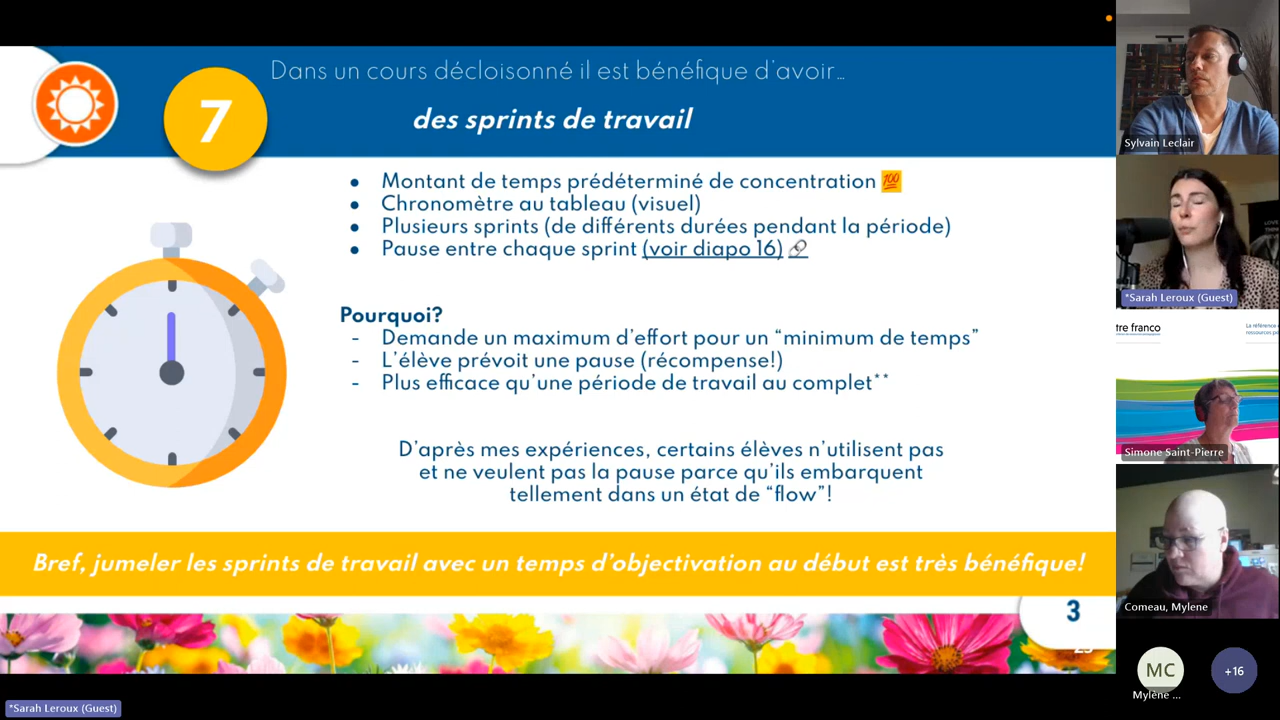 Dans un cours décloisonné il est bénéfique d'avoir...
7
des sprints de travail
Montant de temps prédéterminé de concentration 💯
Chronomètre au tableau (visuel)
Plusieurs sprints (de différents durées pendant la période)
Pause entre chaque sprint (voir diapo 16) 🔗
Pourquoi?
- Demande un maximum d'effort pour un “minimum de temps”
- L'élève prévoit une pause (récompense!)
- Plus efficace qu'une période de travail au complet**
D'après mes expériences, certains élèves n'utilisent pas
et ne veulent pas la pause parce qu'ils embarquent
tellement dans un état de “flow”!
Bref, jumeler les sprints de travail avec un temps d'objectivation au début est très bénéfique!
3
*Sarah Leroux (Guest)
Sylvain Leclair
*Sarah Leroux (Guest)
tre franco
La référence
Simone Saint-Pierre
Comeau, Mylene
MC
Mylène ...
+16